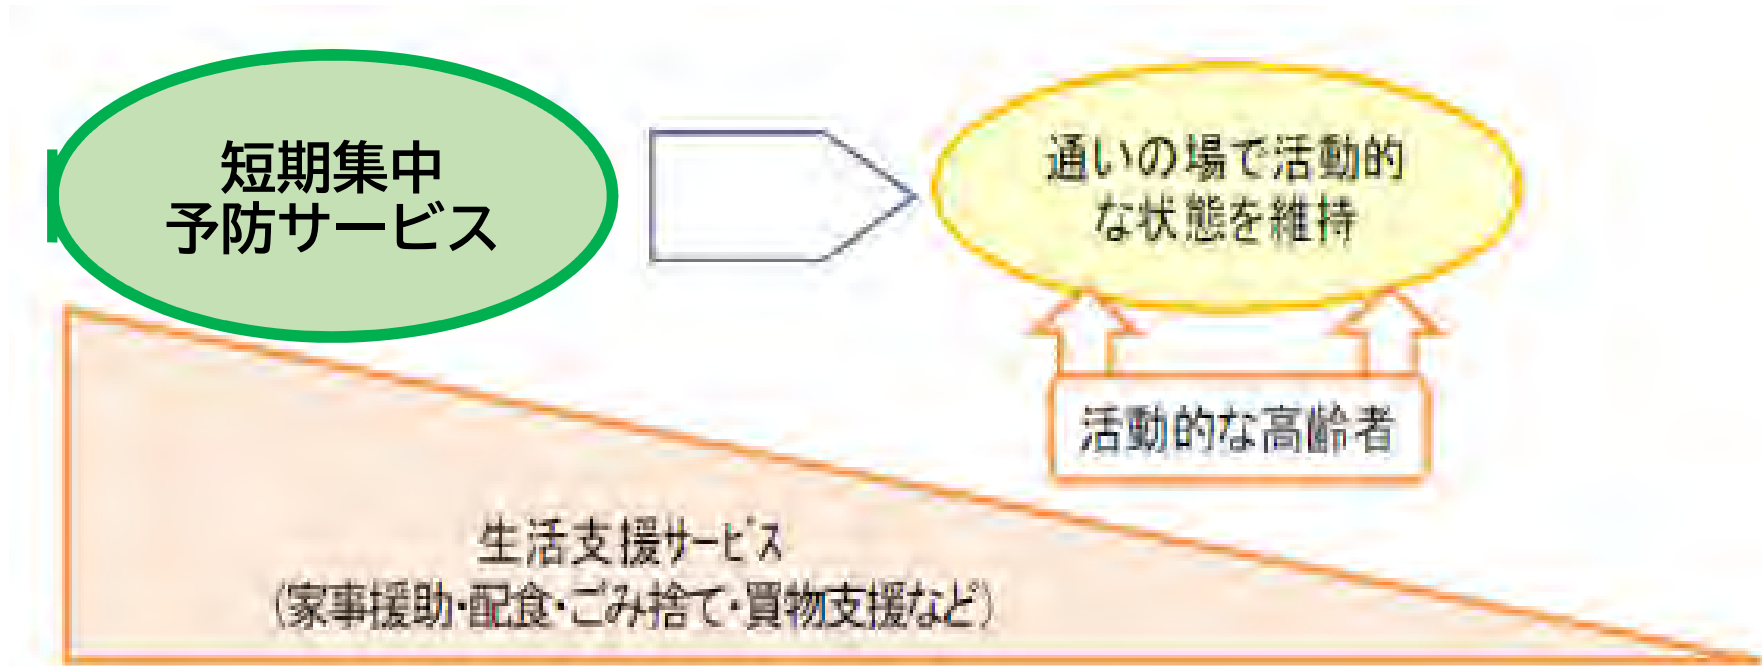 短期集中
予防サービス
通いの場で活動的
な状態を維持
活動的な高齢者
生活支援サービス
（家事援助・配食・ごみ捨て・買物支援など）